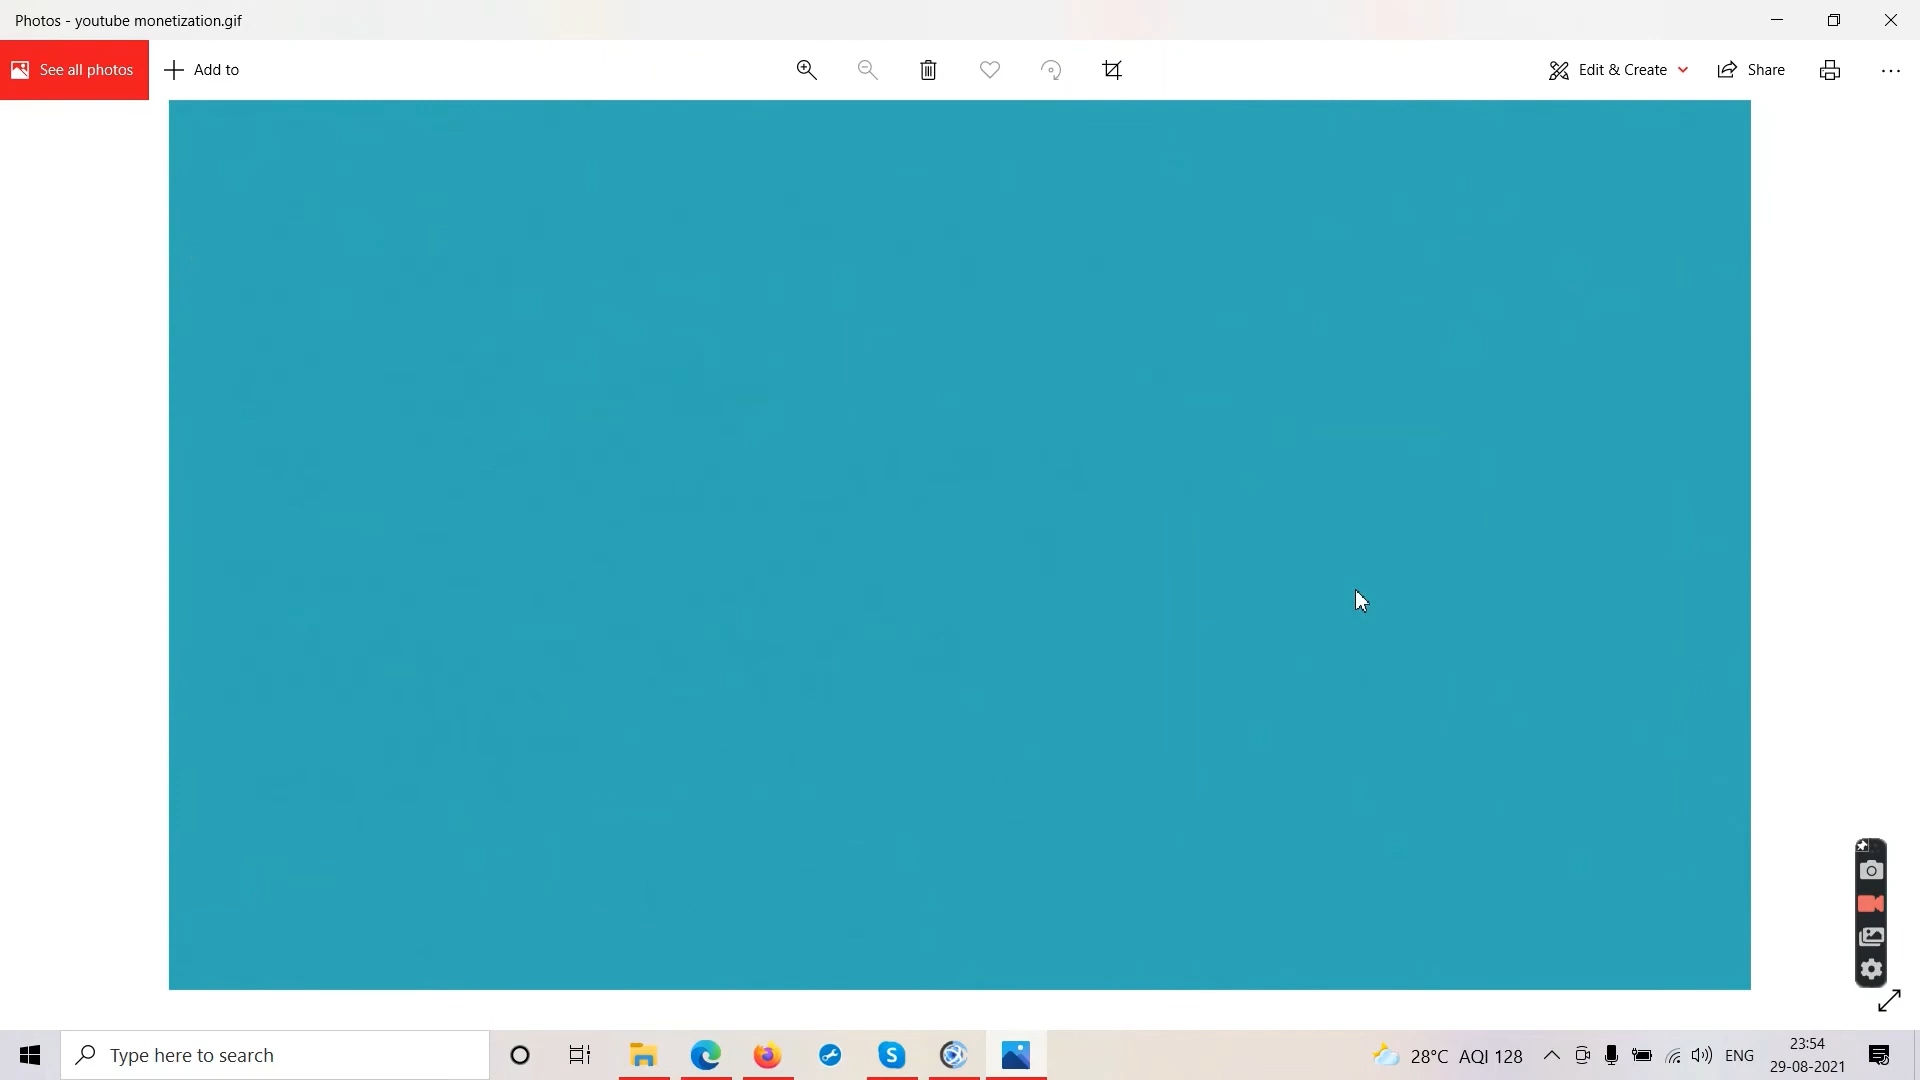 Photos - youtube monetization.gif
See all photos
Add to
Edit & Create
Share
Type here to search
28°C AQI 128
ENG
23:54
29-08-2021